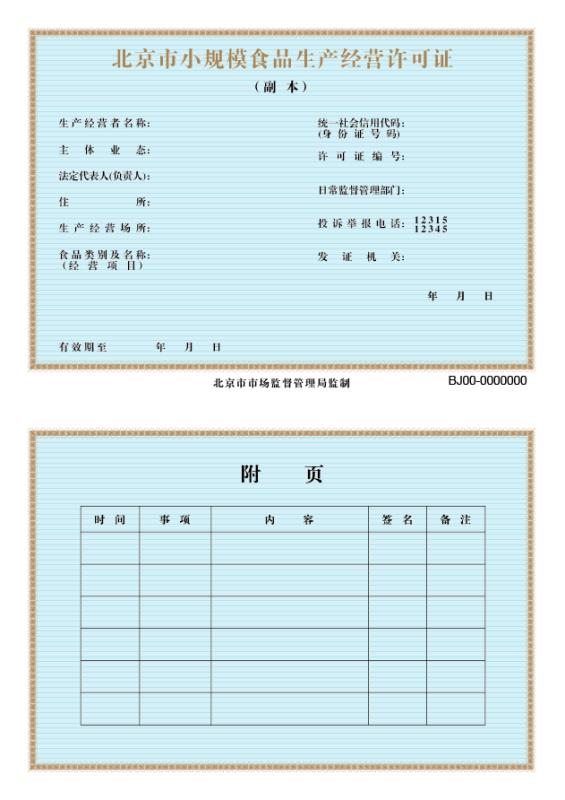 北京市小规模食品生产经营许可证
（副 本）
生产经营者名称：
主体业态：
法定代表人(负责人)：
住所：
生产经营场所：
食品类别及名称：
（经营项目）
统一社会信用代码：
(身份证号码)
许可证编号：
日常监督管理部门：
投诉举报电话：12315
12345
发证机关：
年 月 日
有效期至 年 月 日
北京市市场监督管理局监制
BJ00-0000000
附 页
时间 事项 内容 签名 备注